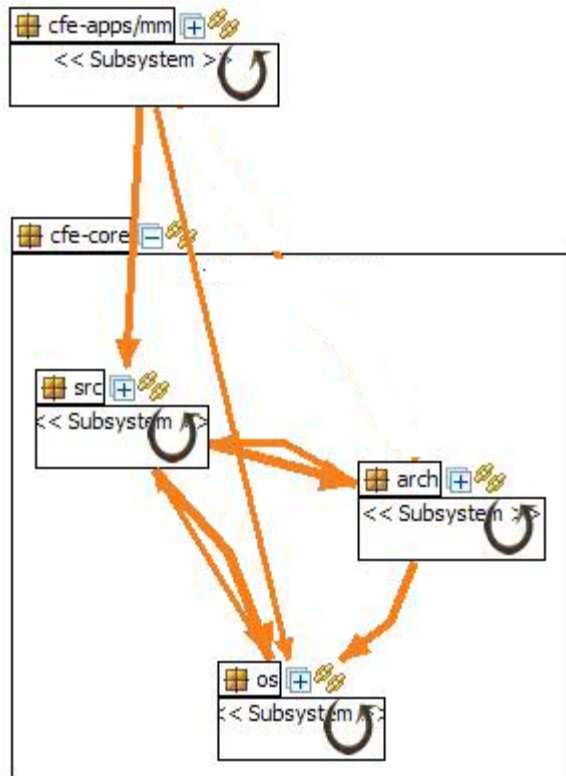 cfe-apps/mm
<< Subsystem >>
cfe-core
src
<< Subsystem >>
arch
<< Subsystem >>
os
<< Subsystem >>